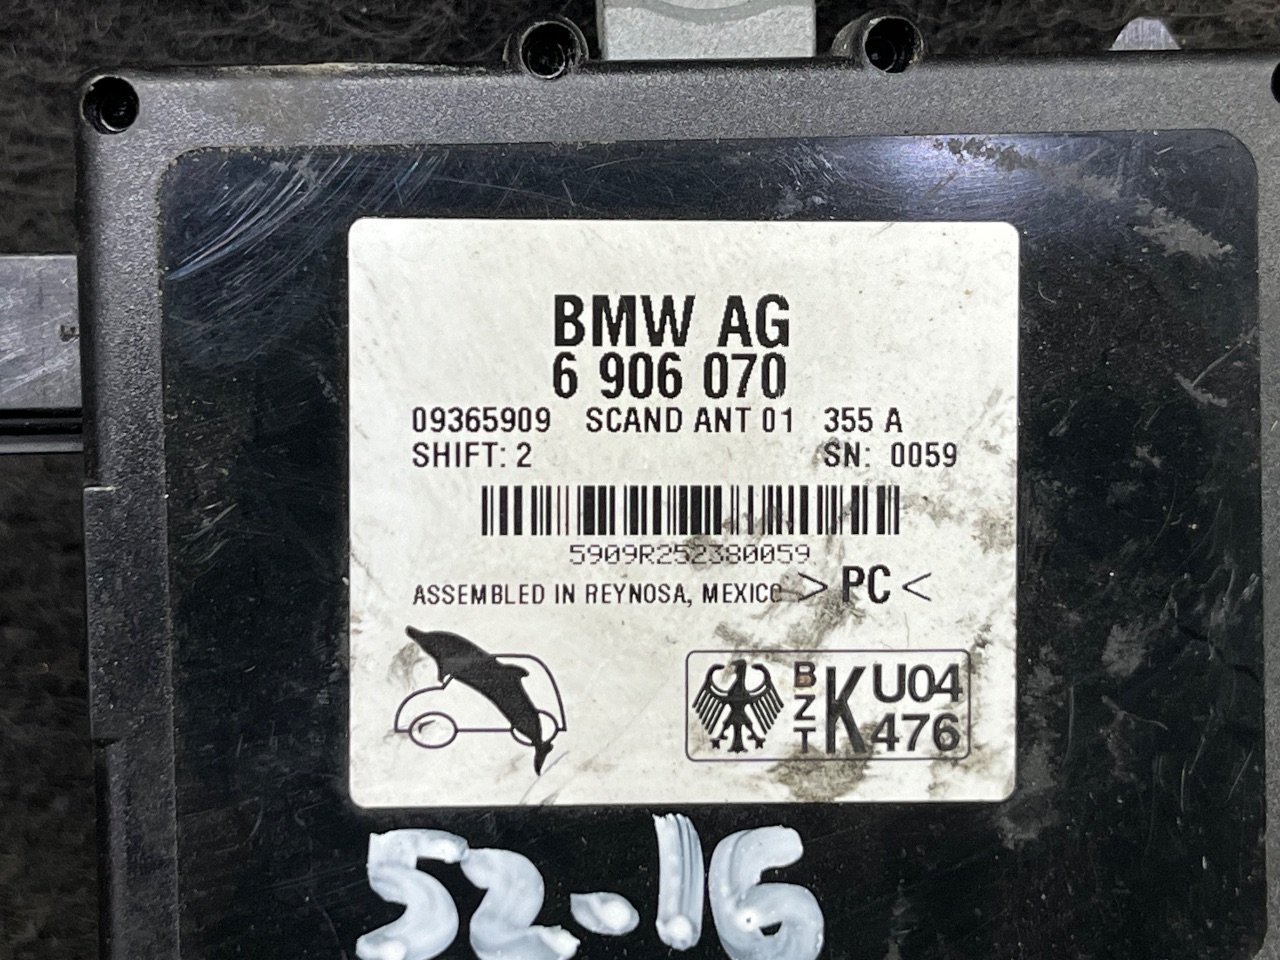 BMW AG
6 906 070
09365909 SCAND ANT 01 355 A
SHIFT: 2 SN: 0059
5909R252380059
ASSEMBLED IN REYNOSA, MEXICO > PC <
BZT K U04 476
52-16